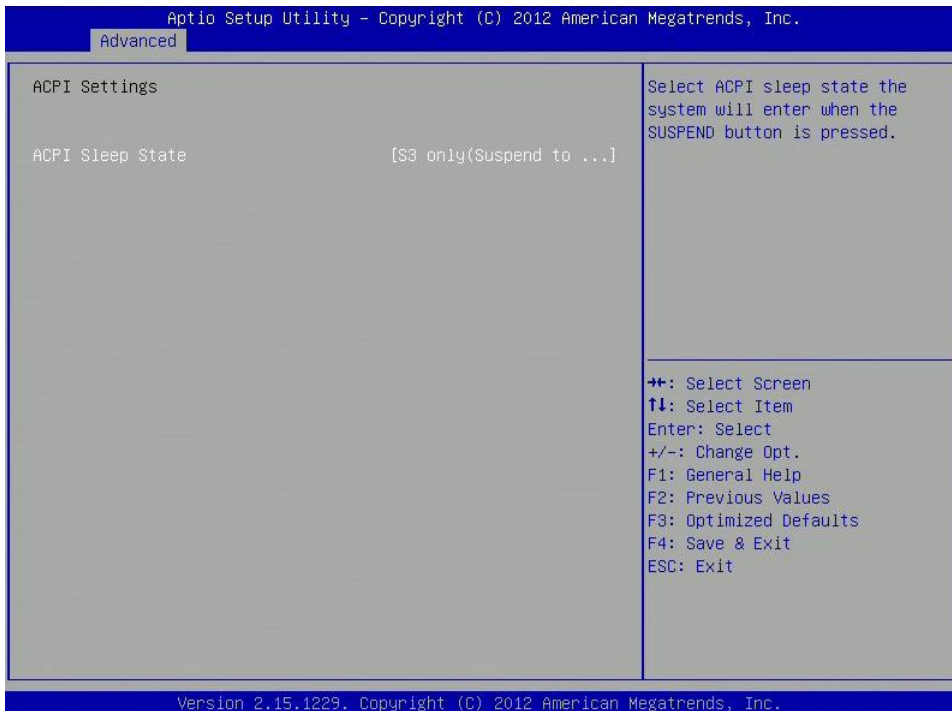 Aptio Setup Utility – Copyright (C) 2012 American Megatrends, Inc.
Advanced
ACPI Settings
ACPI Sleep State [S3 only(Suspend to ...]
Select ACPI sleep state the
system will enter when the
SUSPEND button is pressed.
→←: Select Screen
↑↓: Select Item
Enter: Select
+/-: Change Opt.
F1: General Help
F2: Previous Values
F3: Optimized Defaults
F4: Save & Exit
ESC: Exit
Version 2.15.1229. Copyright (C) 2012 American Megatrends, Inc.